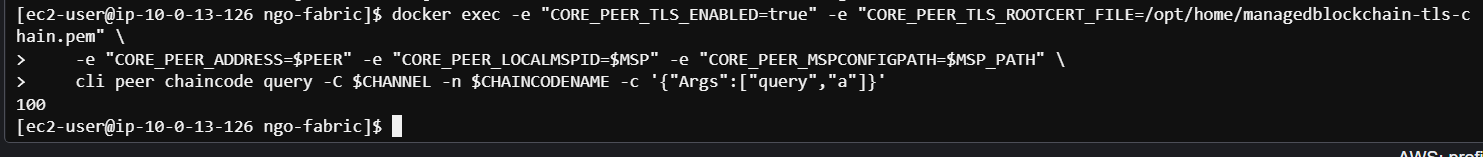 [ec2-user@ip-10-0-13-126 ngo-fabric]$ docker exec -e "CORE_PEER_TLS_ENABLED=true" -e "CORE_PEER_TLS_ROOTCERT_FILE=/opt/home/managedblockchain-tls-c
hain.pem" \
>     -e "CORE_PEER_ADDRESS=$PEER" -e "CORE_PEER_LOCALMSPID=$MSP" -e "CORE_PEER_MSPCONFIGPATH=$MSP_PATH" \
>     cli peer chaincode query -C $CHANNEL -n $CHAINCODENAME -c '{"Args":["query","a"]}'
100
[ec2-user@ip-10-0-13-126 ngo-fabric]$
AWS: